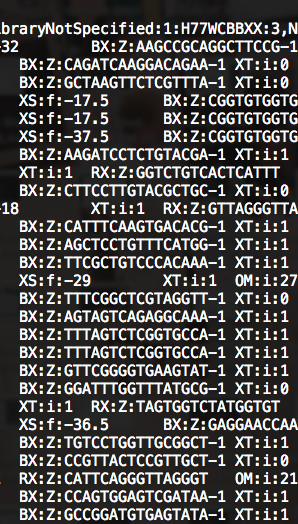 ibraryNotSpecified:1:H77WCBBXX:3,N
-32 BX:Z:AAGCCGCAGGCTTCCG-1
BX:Z:CAGATCAAGGACAGAA-1 XT:i:0
BX:Z:GCTAAGTTCTCGTTTA-1 XT:i:0
XS:f:-17.5 BX:Z:CGGTGTGGTG
XS:f:-17.5 BX:Z:CGGTGTGGTG
XS:f:-37.5 BX:Z:CGGTGTGGTG
BX:Z:AAGATCCTCTGTACGA-1 XT:i:1
XT:i:1 RX:Z:GGTCTGTCACTCATTT
BX:Z:CTTCCTTGTACGCTGC-1 XT:i:0
-18 XT:i:1 RX:Z:GTTAGGGTTA
BX:Z:CATTTCAAGTGACACG-1 XT:i:1
BX:Z:AGCTCCTGTTTCATGG-1 XT:i:1
BX:Z:TTCGCTGTCCCACAAA-1 XT:i:1
XS:f:-29 XT:i:1 OM:i:27
BX:Z:TTTCGGCTCGTAGGTT-1 XT:i:0
BX:Z:AGTAGTCAGAGGCAAA-1 XT:i:1
BX:Z:TTTAGTCTCGGTGCCA-1 XT:i:1
BX:Z:TTTAGTCTCGGTGCCA-1 XT:i:1
BX:Z:GTTCGGGGTGAAGTAT-1 XT:i:1
BX:Z:GGATTTGGTTTATGCG-1 XT:i:0
XT:i:1 RX:Z:TAGTGGTCTATGGTGT
XS:f:-36.5 BX:Z:GAGGAACCAA
BX:Z:TGTCCTGGTTGCGGCT-1 XT:i:1
BX:Z:CCGTTACTCCGTTGCT-1 XT:i:0
RX:Z:CATTCAGGGTTAGGGT OM:i:21
BX:Z:CCAGTGGAGTCGATAA-1 XT:i:1
BX:Z:GCCGGATGTGAGTATA-1 XT:i:1